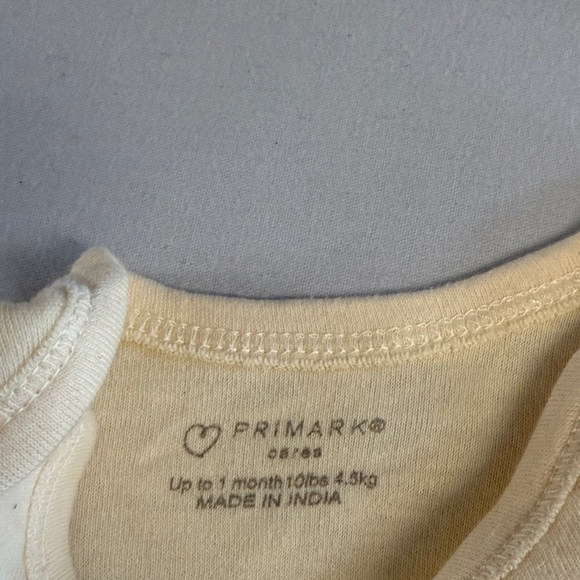 PRIMARK®
cares
Up to 1 month 10lbs 4.5kg
MADE IN INDIA